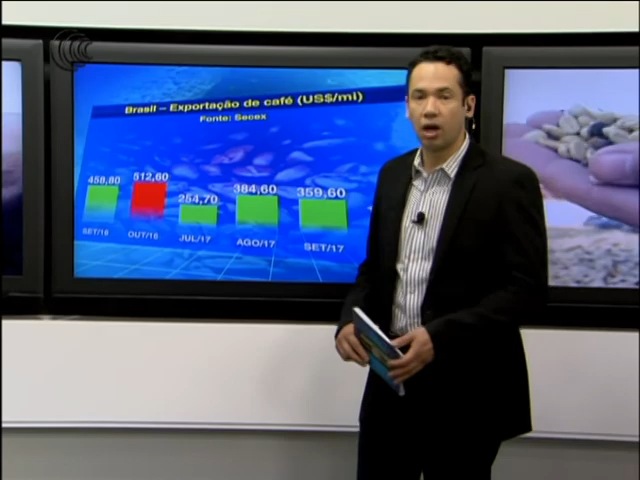 Brasil – Exportação de café (US$/mi)
Fonte: Secex
458,80 512,60 254,70 384,60 359,60
SET/16 OUT/16 JUL/17 AGO/17 SET/17